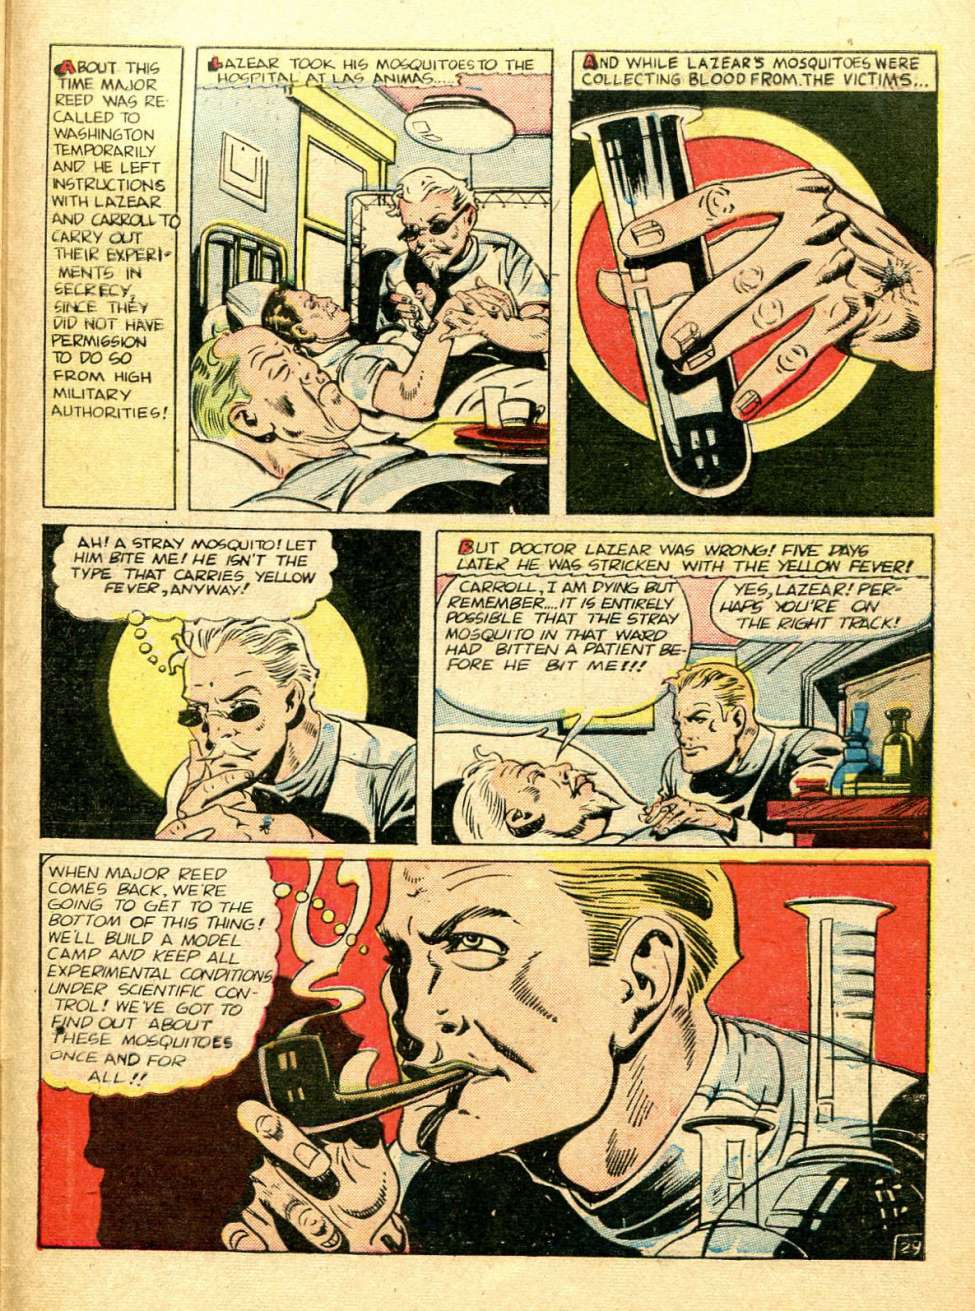 ABOUT THIS
TIME MAJOR
REED WAS RE-
CALLED TO
WASHINGTON
TEMPORARILY
AND HE LEFT
INSTRUCTIONS
WITH LAZEAR
AND CARROLL TO
CARRY OUT
THEIR EXPERI-
MENTS IN
SECRECY,
SINCE THEY
DID NOT HAVE
PERMISSION
TO DO SO
FROM HIGH
MILITARY
AUTHORITIES!
LAZEAR TOOK HIS MOSQUITOES TO THE
HOSPITAL AT LAS ANIMAS.....
AND WHILE LAZEAR'S MOSQUITOES WERE
COLLECTING BLOOD FROM THE VICTIMS...
AH! A STRAY MOSQUITO! LET
HIM BITE ME! HE ISN'T THE
TYPE THAT CARRIES YELLOW
FEVER, ANYWAY!
BUT DOCTOR LAZEAR WAS WRONG! FIVE DAYS
LATER HE WAS STRICKEN WITH THE YELLOW FEVER!
CARROLL, I AM DYING BUT
REMEMBER....IT IS ENTIRELY
POSSIBLE THAT THE STRAY
MOSQUITO IN THAT WARD
HAD BITTEN A PATIENT BE-
FORE HE BIT ME!!!
YES, LAZEAR! PER-
HAPS YOU'RE ON
THE RIGHT TRACK!
WHEN MAJOR REED
COMES BACK, WE'RE
GOING TO GET TO THE
BOTTOM OF THIS THING!
WE'LL BUILD A MODEL
CAMP AND KEEP ALL
EXPERIMENTAL CONDITIONS
UNDER SCIENTIFIC CON-
TROL! WE'VE GOT TO
FIND OUT ABOUT
THESE MOSQUITOES
ONCE AND FOR
ALL!!
29